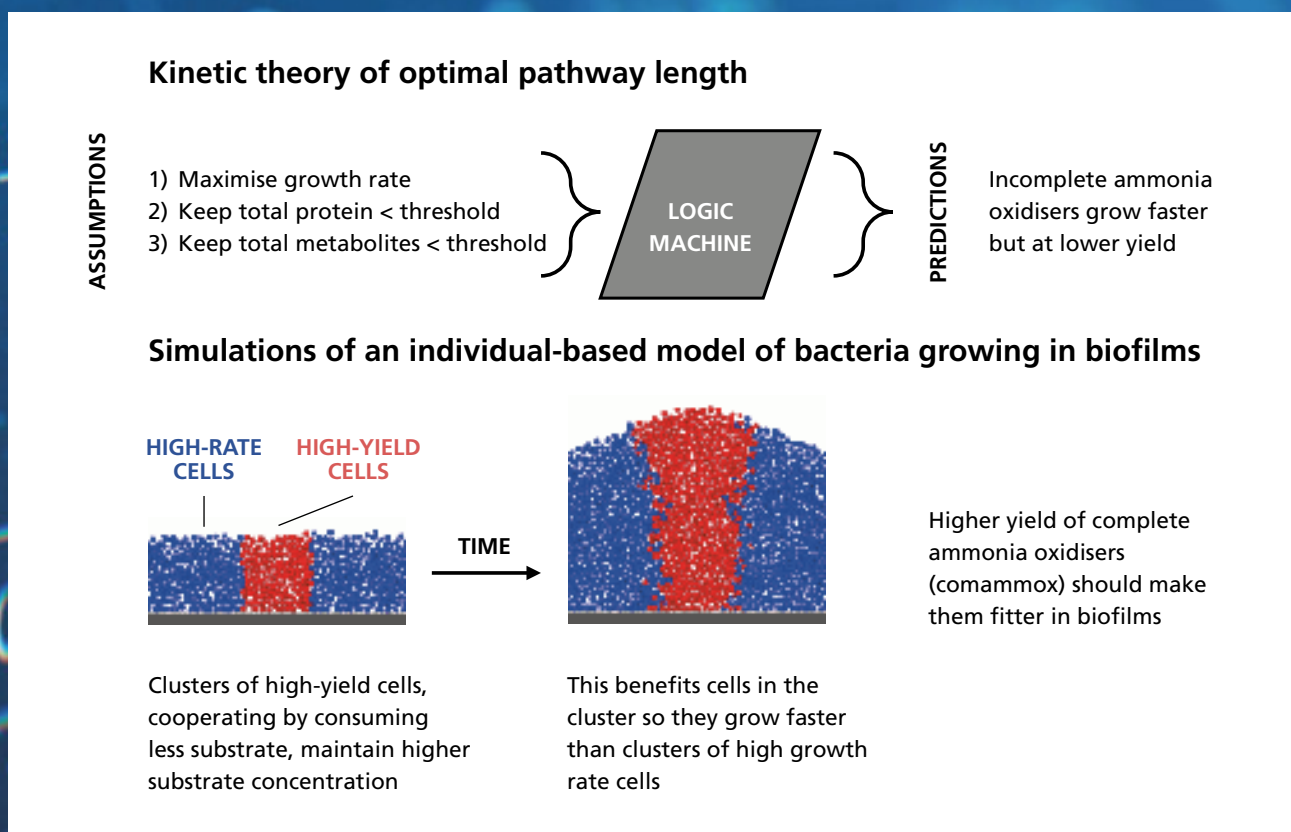 Kinetic theory of optimal pathway length
ASSUMPTIONS
1) Maximise growth rate
2) Keep total protein < threshold
3) Keep total metabolites < threshold
LOGIC
MACHINE
PREDICTIONS
Incomplete ammonia
oxidisers grow faster
but at lower yield
Simulations of an individual-based model of bacteria growing in biofilms
HIGH-RATE
CELLS
HIGH-YIELD
CELLS
TIME
Higher yield of complete
ammonia oxidisers
(comammox) should make
them fitter in biofilms
Clusters of high-yield cells,
cooperating by consuming
less substrate, maintain higher
substrate concentration
This benefits cells in the
cluster so they grow faster
than clusters of high growth
rate cells